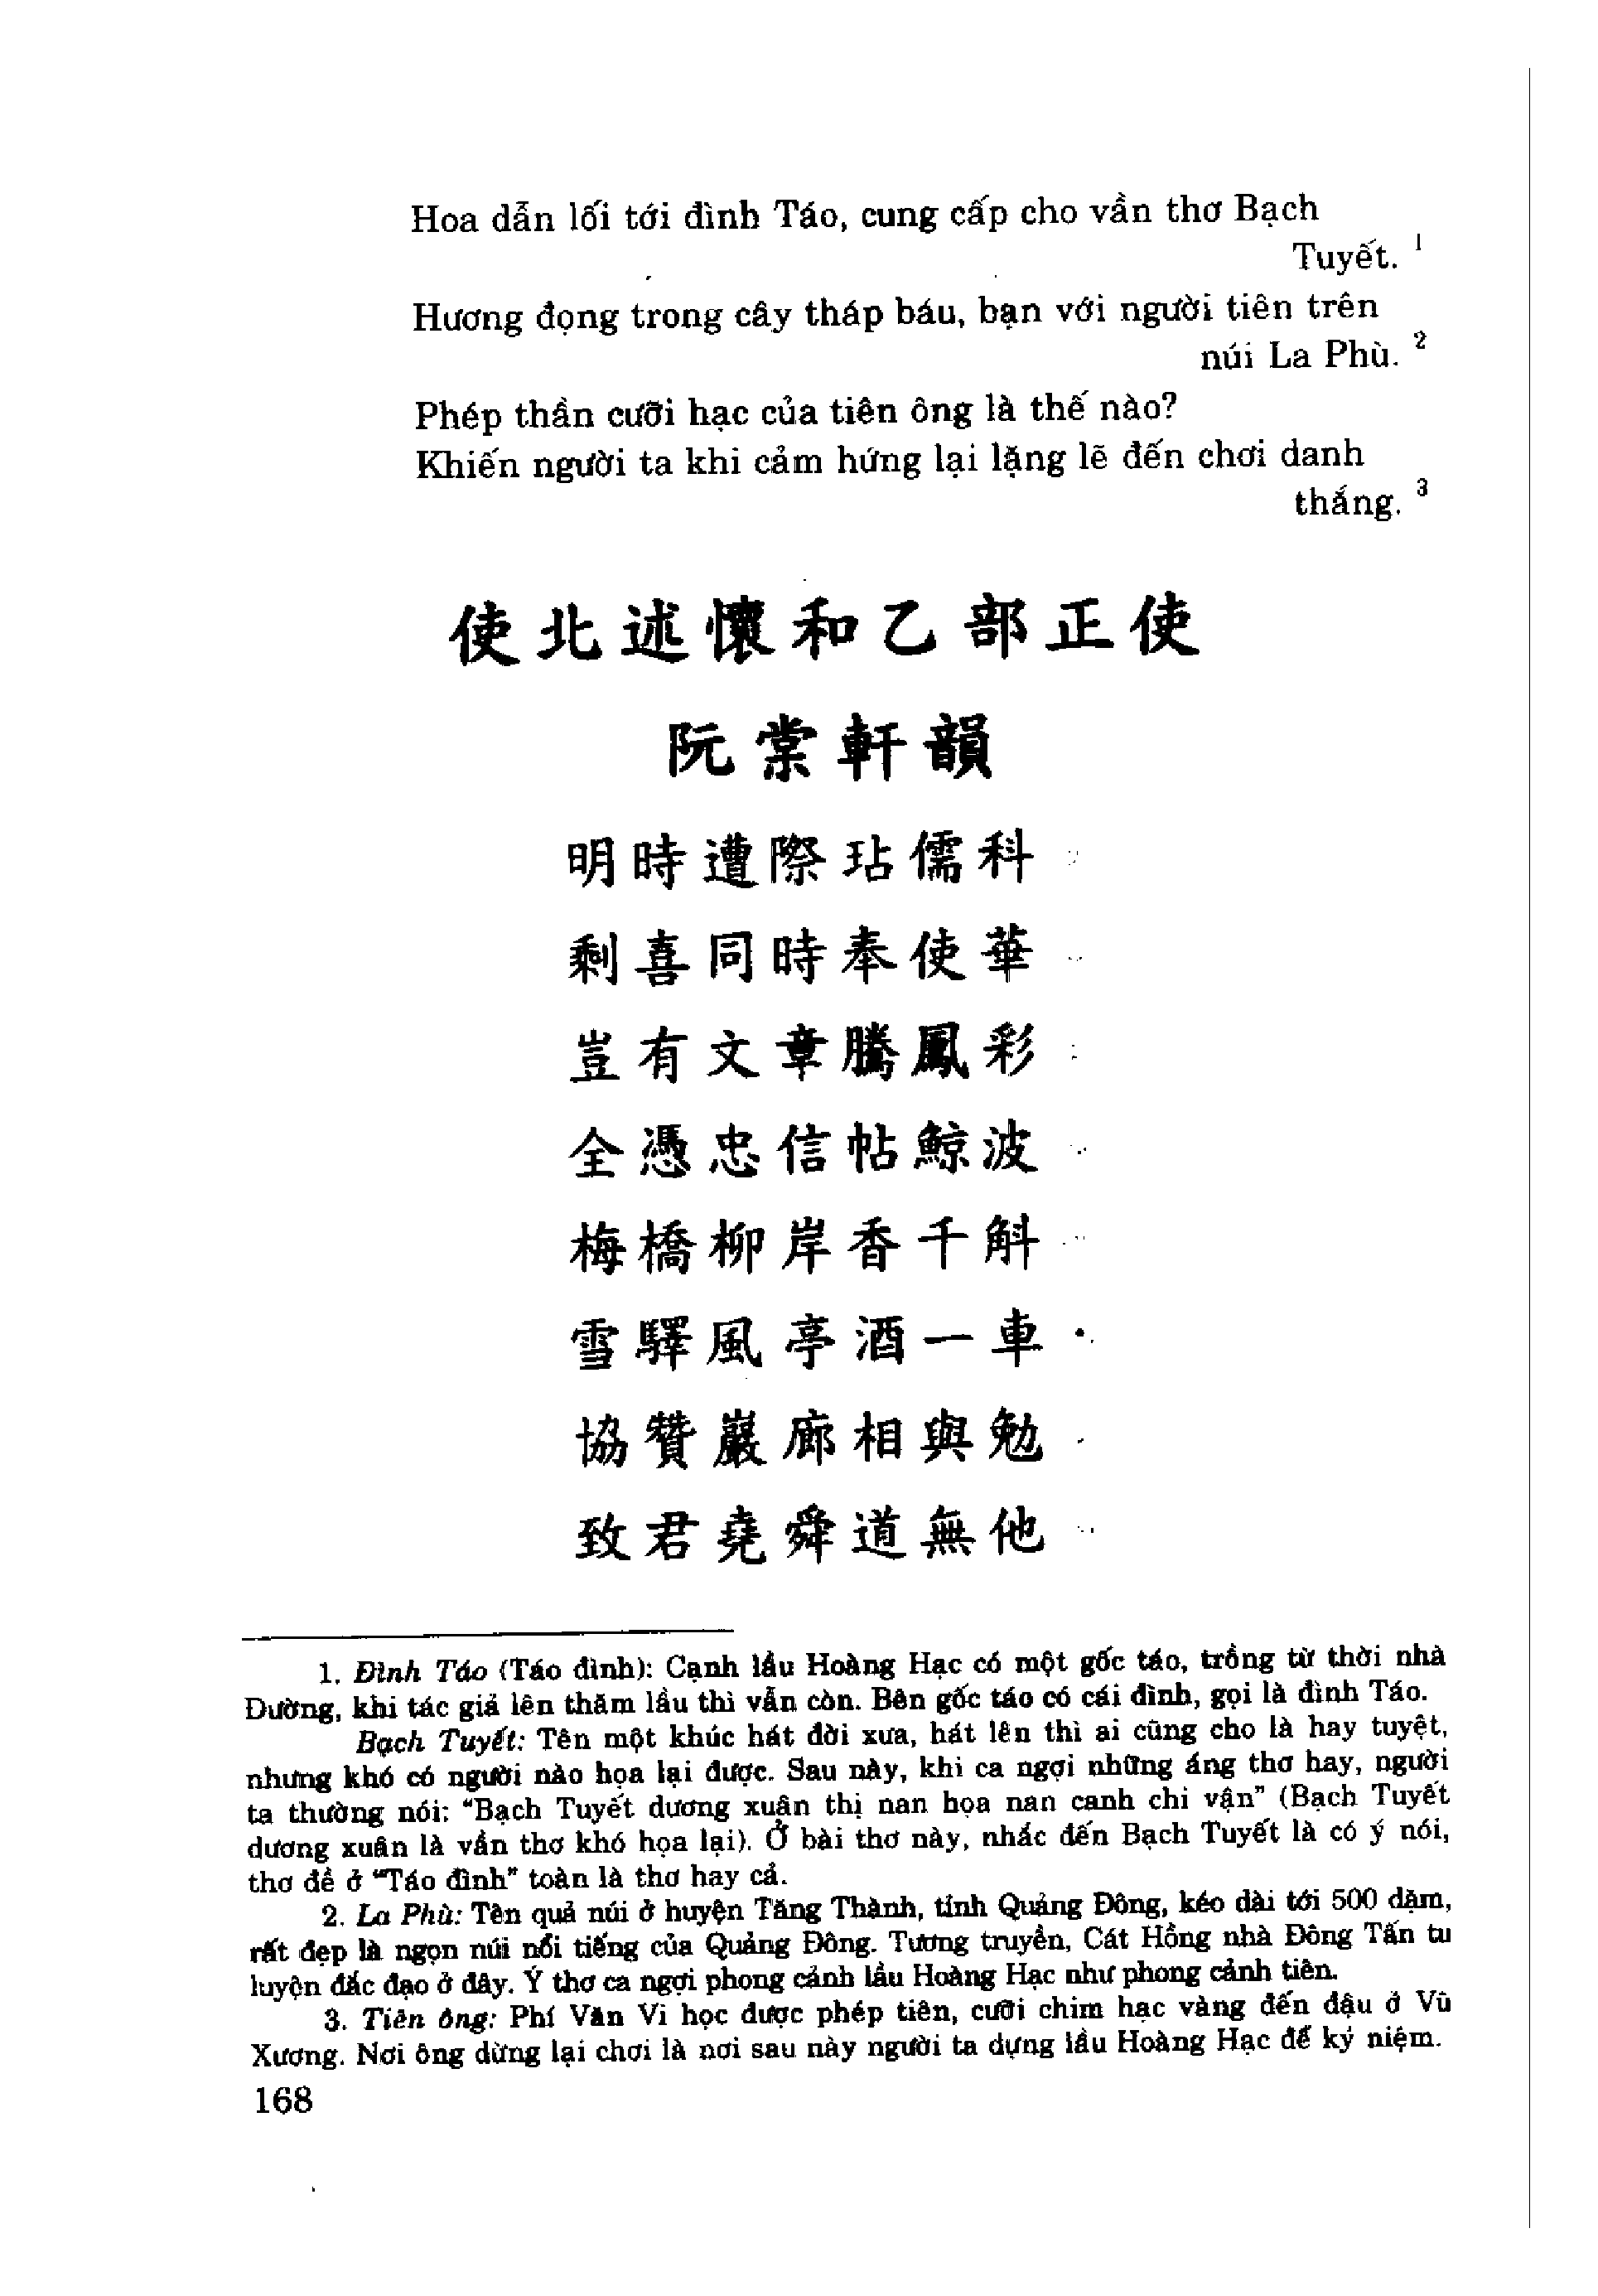 Hoa dẫn lối tới đình Táo, cung cấp cho vần thơ Bạch
Tuyết. 1
Hương đọng trong cây tháp báu, bạn với người tiên trên
núi La Phù. 2
Phép thần cưỡi hạc của tiên ông là thế nào?
Khiến người ta khi cảm hứng lại lặng lẽ đến chơi danh
thắng. 3
使北述懷和乙部正使
阮棠軒韻
明時遭際玷儒科
剩喜同時奉使華
豈有文章騰鳳彩
全憑忠信帖鯨波
梅橋柳岸香千斛
雪驛風亭酒一車
協贊巖廊相與勉
致君堯舜道無他
1. Đình Táo (Táo đình): Cạnh lầu Hoàng Hạc có một gốc táo, trồng từ thời nhà
Đường, khi tác giả lên thăm lầu thì vẫn còn. Bên gốc táo có cái đình, gọi là đình Táo.
Bạch Tuyết: Tên một khúc hát đời xưa, hát lên thì ai cũng cho là hay tuyệt,
nhưng khó có người nào họa lại được. Sau này, khi ca ngợi những áng thơ hay, người
ta thường nói: "Bạch Tuyết dương xuân thị nan họa nan canh chi vận" (Bạch Tuyết
dương xuân là vần thơ khó họa lại). Ở bài thơ này, nhắc đến Bạch Tuyết là có ý nói,
thơ đề ở "Táo đình" toàn là thơ hay cả.
2. La Phù: Tên quả núi ở huyện Tăng Thành, tỉnh Quảng Đông, kéo dài tới 500 dặm,
rất đẹp là ngọn núi nổi tiếng của Quảng Đông. Tương truyền, Cát Hồng nhà Đông Tấn tu
luyện đắc đạo ở đây. Ý thơ ca ngợi phong cảnh lầu Hoàng Hạc như phong cảnh tiên.
3. Tiên ông: Phí Văn Vi học được phép tiên, cưỡi chim hạc vàng đến đậu ở Vũ
Xương. Nơi ông dừng lại chơi là nơi sau này người ta dựng lầu Hoàng Hạc để kỷ niệm.
168